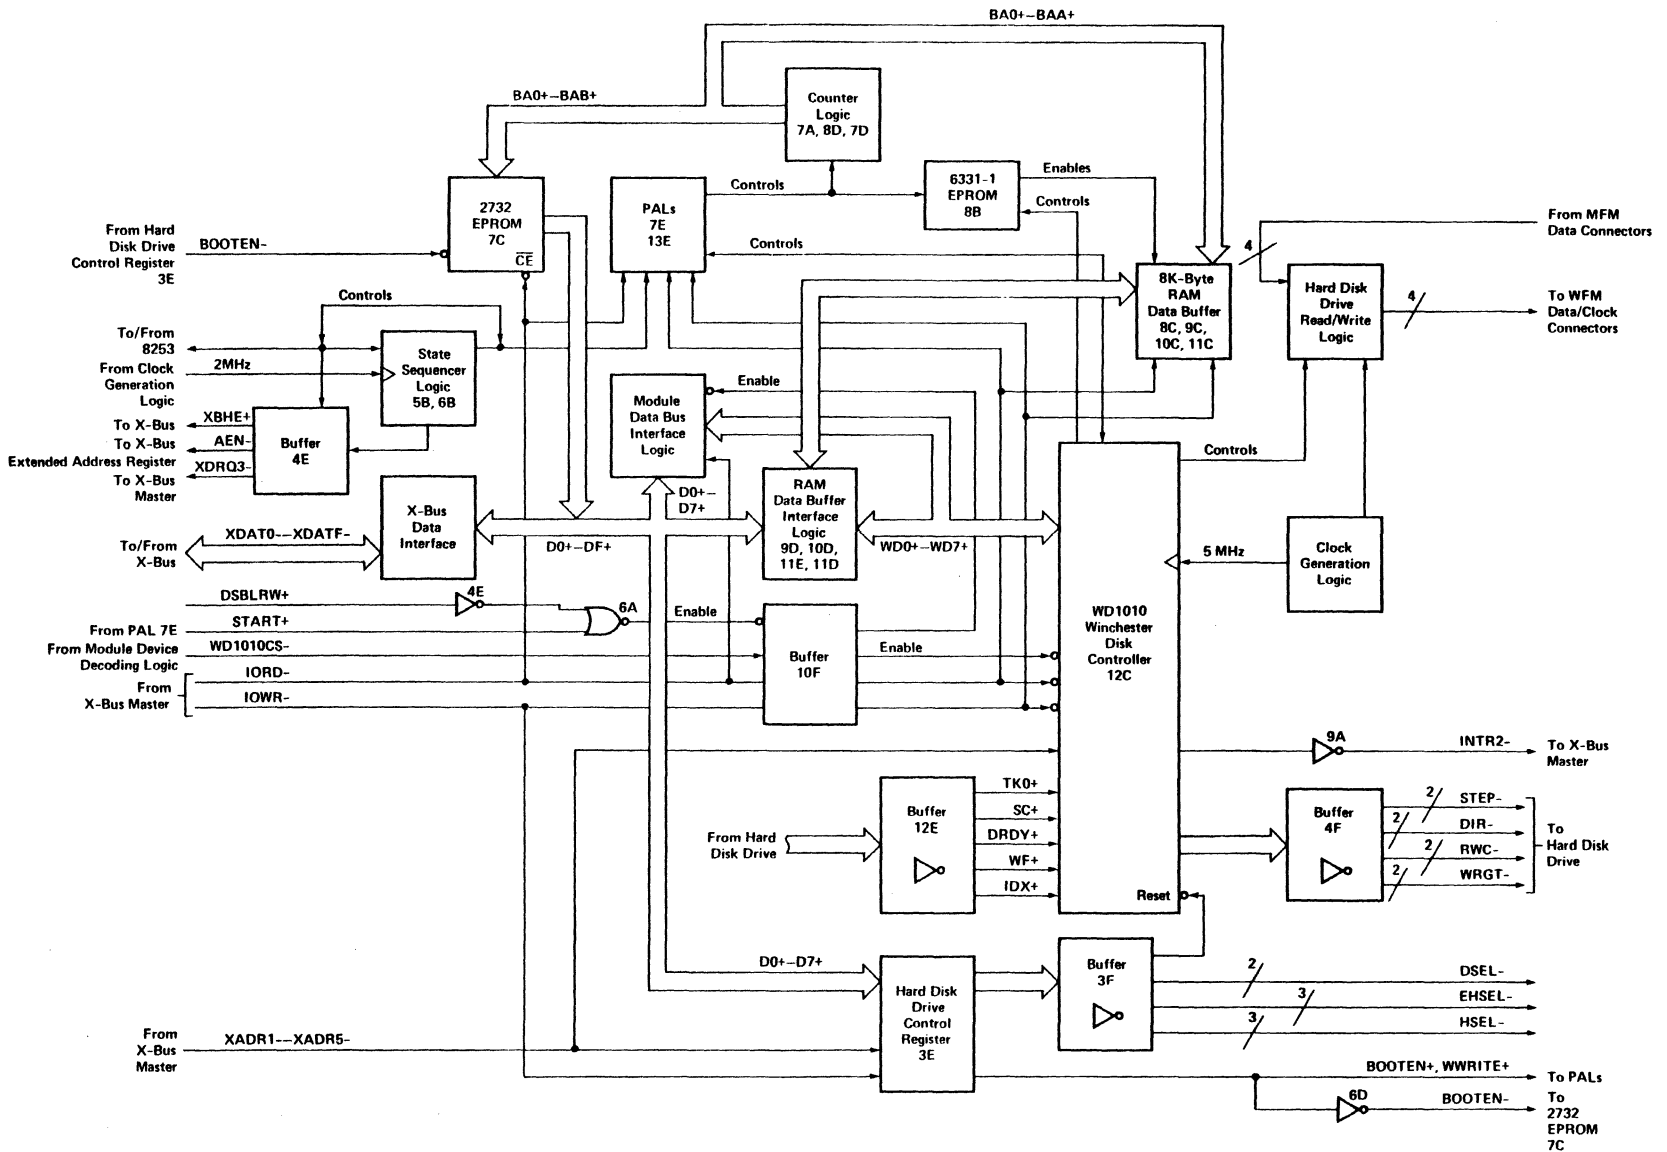 BA0+--BAA+
BA0+--BAB+
Counter
Logic
7A, 8D, 7D
2732
EPROM
7C
CE
PALs
7E
13E
Controls
6331-1
EPROM
8B
Enables
Controls
Controls
From Hard
Disk Drive
Control Register
3E
BOOTEN-
From MFM
Data Connectors
4
8K-Byte
RAM
Data Buffer
8C, 9C,
10C, 11C
Hard Disk
Drive
Read/Write
Logic
4
To WFM
Data/Clock
Connectors
Controls
To/From
8253
From Clock
Generation
Logic
2MHz
State
Sequencer
Logic
5B, 6B
To X-Bus
XBHE+
To X-Bus
Extended Address Register
AEN-
To X-Bus
Master
XDRQ3-
Buffer
4E
Module
Data Bus
Interface
Logic
Enable
D0+--
D7+
RAM
Data Buffer
Interface
Logic
9D, 10D,
11E, 11D
Controls
X-Bus
Data
Interface
D0+--DF+
WD0+--WD7+
To/From
X-Bus
XDAT0---XDATF-
5 MHz
Clock
Generation
Logic
DSBLRW+
4E
6A
Enable
From PAL 7E
START+
From Module Device
Decoding Logic
WD1010CS-
From
X-Bus Master
IORD-
IOWR-
Buffer
10F
Enable
WD1010
Winchester
Disk
Controller
12C
Reset
9A
INTR2-
To X-Bus
Master
From Hard
Disk Drive
Buffer
12E
TK0+
SC+
DRDY+
WF+
IDX+
Buffer
4F
2
STEP-
2
DIR-
2
RWC-
2
WRGT-
To
Hard Disk
Drive
D0+--D7+
Hard Disk
Drive
Control
Register
3E
Buffer
3F
2
DSEL-
3
EHSEL-
3
HSEL-
From
X-Bus
Master
XADR1---XADR5-
BOOTEN+, WWRITE+
To PALs
6D
BOOTEN-
To
2732
EPROM
7C